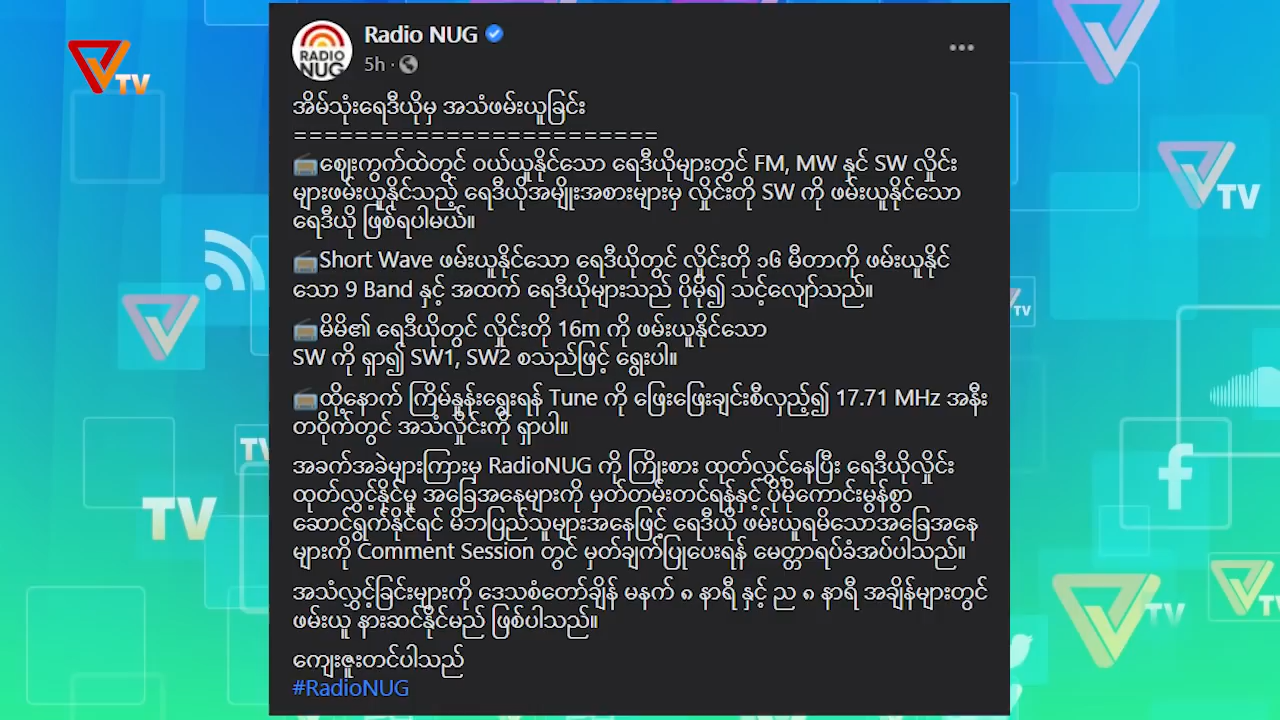 TV
Radio NUG
RADIO
NUG
5h
အိမ်သုံးရေဒီယိုမှ အသံဖမ်းယူခြင်း
========================
ဈေးကွက်ထဲတွင် ဝယ်ယူနိုင်သော ရေဒီယိုများတွင် FM, MW နှင့် SW လှိုင်း
များဖမ်းယူနိုင်သည့် ရေဒီယိုအမျိုးအစားများမှ လှိုင်းတို SW ကို ဖမ်းယူနိုင်သော
ရေဒီယို ဖြစ်ရပါမယ်။
Short Wave ဖမ်းယူနိုင်သော ရေဒီယိုတွင် လှိုင်းတို ၁၆ မီတာကို ဖမ်းယူနိုင်
သော 9 Band နှင့် အထက် ရေဒီယိုများသည် ပိုမို၍ သင့်လျော်သည်။
မိမိ၏ ရေဒီယိုတွင် လှိုင်းတို 16m ကို ဖမ်းယူနိုင်သော
SW ကို ရှာ၍ SW1, SW2 စသည်ဖြင့် ရွေးပါ။
ထို့နောက် ကြိမ်နှုန်းရွေးရန် Tune ကို ဖြေးဖြေးချင်းစီလှည့်၍ 17.71 MHz အနီး
တဝိုက်တွင် အသံလှိုင်းကို ရှာပါ။
အခက်အခဲများကြားမှ RadioNUG ကို ကြိုးစား ထုတ်လွှင့်နေပြီး ရေဒီယိုလှိုင်း
ထုတ်လွှင့်နိုင်မှု အခြေအနေများကို မှတ်တမ်းတင်ရန်နှင့် ပိုမိုကောင်းမွန်စွာ
ဆောင်ရွက်နိုင်ရင် မိဘပြည်သူများအနေဖြင့် ရေဒီယို ဖမ်းယူရမိသောအခြေအနေ
များကို Comment Session တွင် မှတ်ချက်ပြုပေးရန် မေတ္တာရပ်ခံအပ်ပါသည်။
အသံလွှင့်ခြင်းများကို ဒေသစံတော်ချိန် မနက် ၈ နာရီ နှင့် ည ၈ နာရီ အချိန်များတွင်
ဖမ်းယူ နားဆင်နိုင်မည် ဖြစ်ပါသည်။
ကျေးဇူးတင်ပါသည်
#RadioNUG
TV
TV
TV
TV
TV